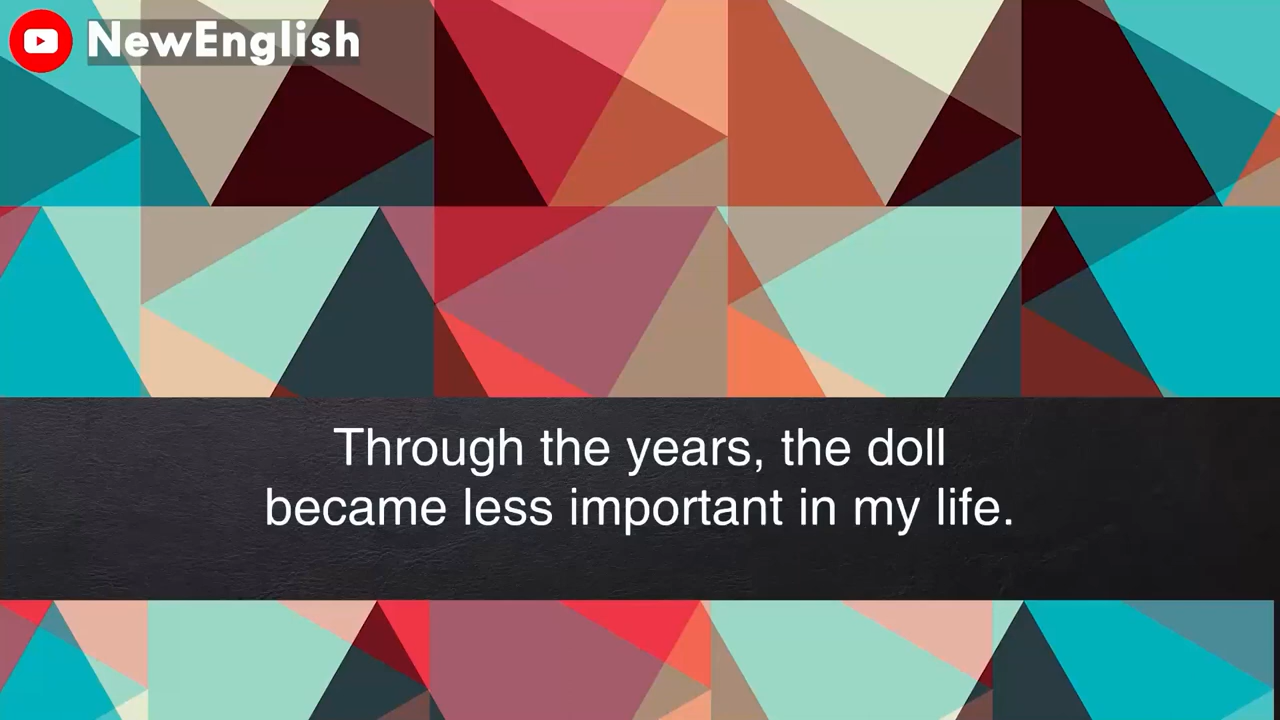 NewEnglish
Through the years, the doll
became less important in my life.